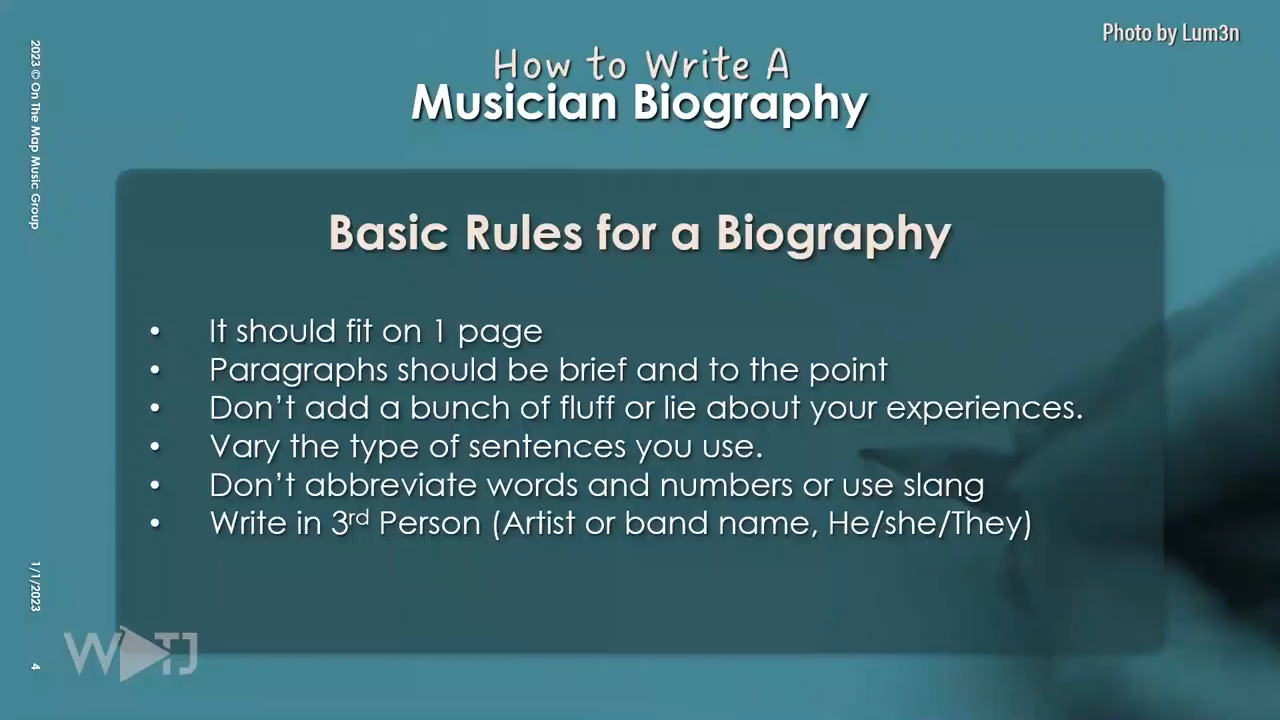 Photo by Lum3n
How to Write A
Musician Biography
Basic Rules for a Biography
• It should fit on 1 page
• Paragraphs should be brief and to the point
• Don't add a bunch of fluff or lie about your experiences.
• Vary the type of sentences you use.
• Don't abbreviate words and numbers or use slang
• Write in 3rd Person (Artist or band name, He/she/They)
2023 © On The Map Music Group
1/1/2023
4
W TJ